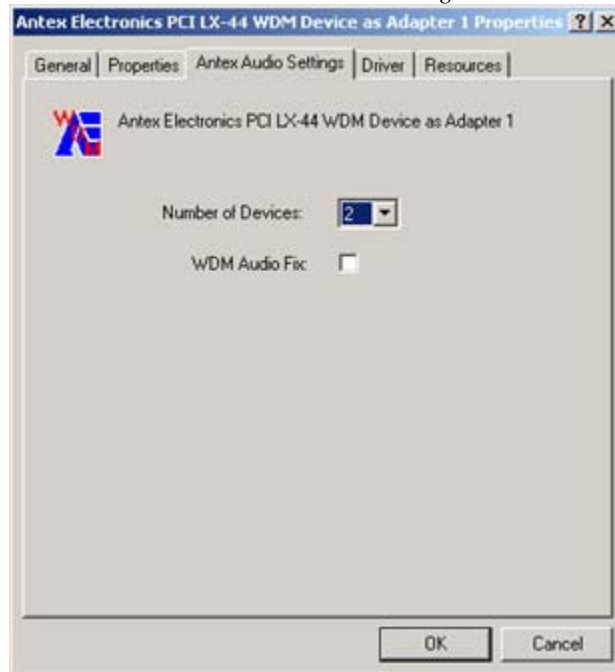 Antex Electronics PCI LX-44 WDM Device as Adapter 1 Properties ? X
General Properties Antex Audio Settings Driver Resources
Antex Electronics PCI LX-44 WDM Device as Adapter 1
Number of Devices: 2
WDM Audio Fix:
OK Cancel